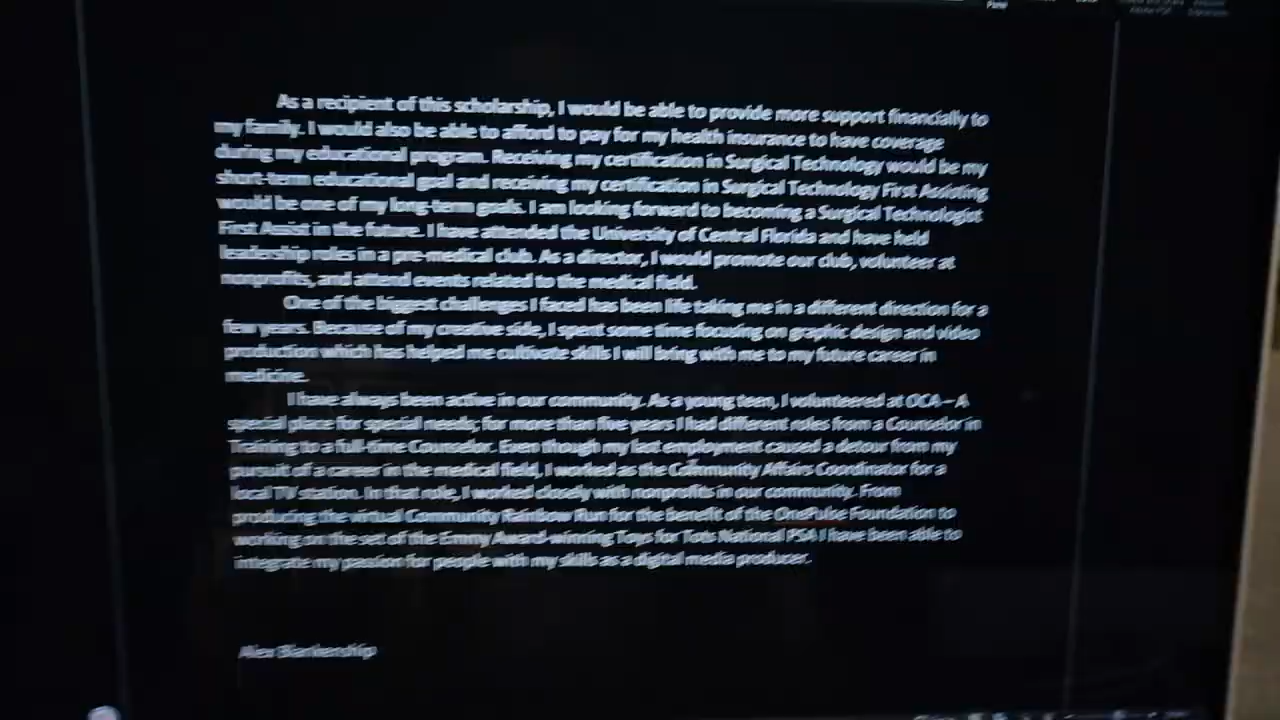 As a recipient of this scholarship, I would be able to provide more support financially to
my family. I would also be able to afford to pay for my health insurance to have coverage
during my educational program. Receiving my certification in Surgical Technology would be my
short-term educational goal and receiving my certification in Surgical Technology First Assisting
would be one of my long-term goals. I am looking forward to becoming a Surgical Technologist
First Assist in the future. I have attended the University of Central Florida and have held
leadership roles in a pre-medical club. As a director, I would promote our club, volunteer at
nonprofits, and attend events related to the medical field.
One of the biggest challenges I faced has been life taking me in a different direction for a
few years. Because of my creative side, I spent some time focusing on graphic design and video
production which has helped me cultivate skills I will bring with me to my future career in
medicine.
I have always been active in our community. As a young teen, I volunteered at OCA – A
special place for special needs; for more than five years I had different roles from a Counselor in
Training to a full-time Counselor. Even though my last employment caused a detour from my
pursuit of a career in the medical field, I worked as the Community Affairs Coordinator for a
local TV station. In that role, I worked closely with nonprofits in our community. From
producing the virtual Community Rainbow Run for the benefit of the OnePulse Foundation to
working on the set of the Emmy Award-winning Toys for Tots National PSA I have been able to
integrate my passion for people with my skills as a digital media producer.
Alex Blankenship